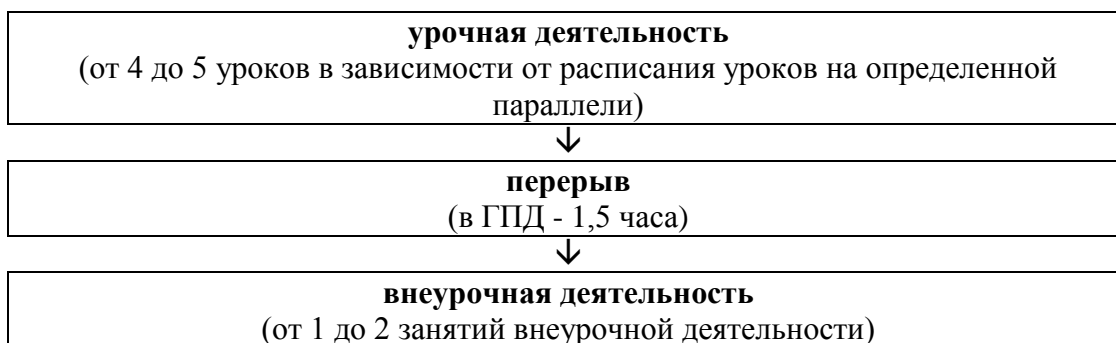 урочная деятельность
(от 4 до 5 уроков в зависимости от расписания уроков на определенной
параллели)
перерыв
(в ГПД - 1,5 часа)
внеурочная деятельность
(от 1 до 2 занятий внеурочной деятельности)